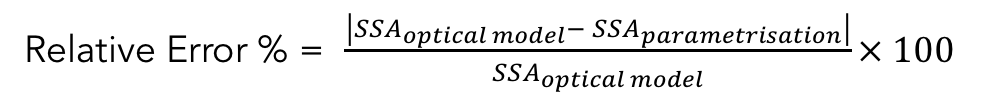 Relative Error % = |SSA_optical model − SSA_parametrisation| / SSA_optical model × 100